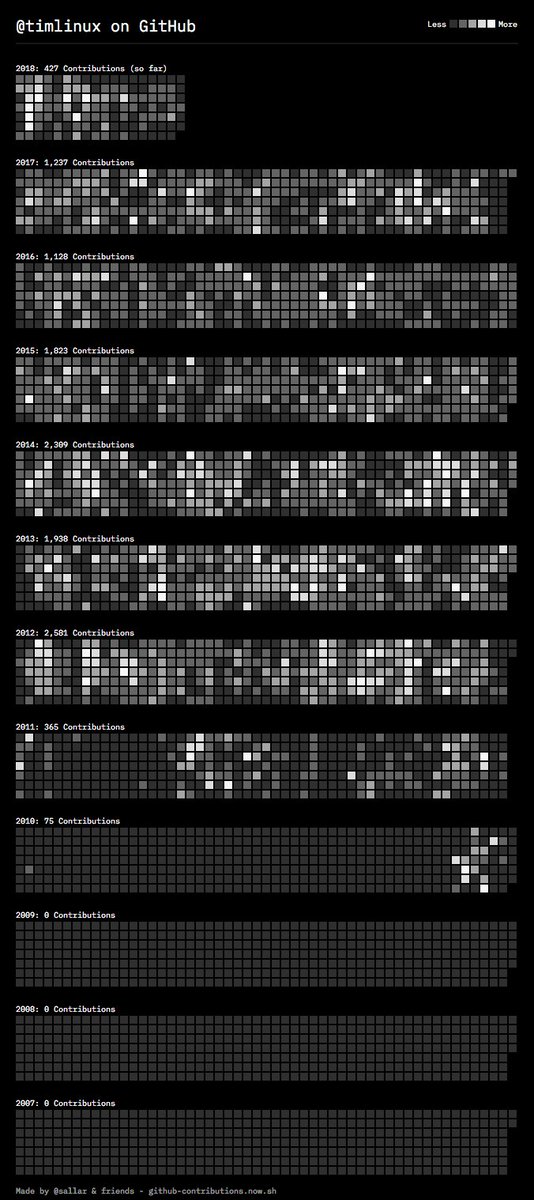 @timlinux on GitHub
Less More
2018: 427 Contributions (so far)
2017: 1,237 Contributions
2016: 1,128 Contributions
2015: 1,823 Contributions
2014: 2,309 Contributions
2013: 1,938 Contributions
2012: 2,581 Contributions
2011: 365 Contributions
2010: 75 Contributions
2009: 0 Contributions
2008: 0 Contributions
2007: 0 Contributions
Made by @sallar & friends - github-contributions.now.sh